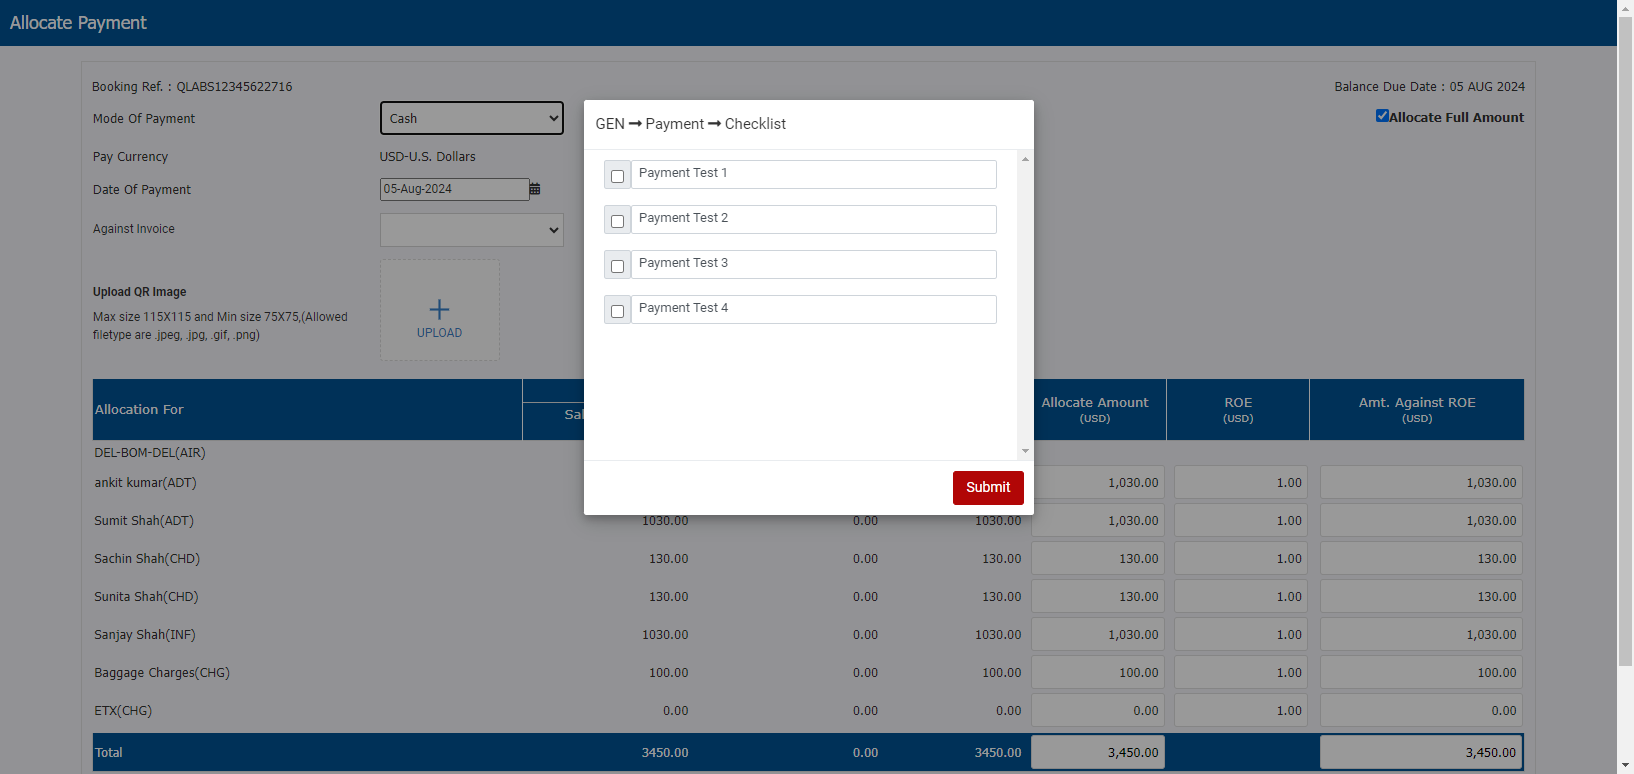 Allocate Payment
Booking Ref. : QLABS12345622716
Balance Due Date : 05 AUG 2024
Mode Of Payment
Cash
Allocate Full Amount
Pay Currency
USD-U.S. Dollars
Date Of Payment
05-Aug-2024
Against Invoice
Upload QR Image
Max size 115X115 and Min size 75X75,(Allowed
filetype are .jpeg, .jpg, .gif, .png)
UPLOAD
GEN ➞ Payment ➞ Checklist
Payment Test 1
Payment Test 2
Payment Test 3
Payment Test 4
Submit
Allocation For
Allocate Amount
(USD)
ROE
(USD)
Amt. Against ROE
(USD)
DEL-BOM-DEL(AIR)
ankit kumar(ADT) 1,030.00 1.00 1,030.00
Sumit Shah(ADT) 1030.00 0.00 1030.00 1,030.00 1.00 1,030.00
Sachin Shah(CHD) 130.00 0.00 130.00 130.00 1.00 130.00
Sunita Shah(CHD) 130.00 0.00 130.00 130.00 1.00 130.00
Sanjay Shah(INF) 1030.00 0.00 1030.00 1,030.00 1.00 1,030.00
Baggage Charges(CHG) 100.00 0.00 100.00 100.00 1.00 100.00
ETX(CHG) 0.00 0.00 0.00 0.00 1.00 0.00
Total 3450.00 0.00 3450.00 3,450.00 3,450.00